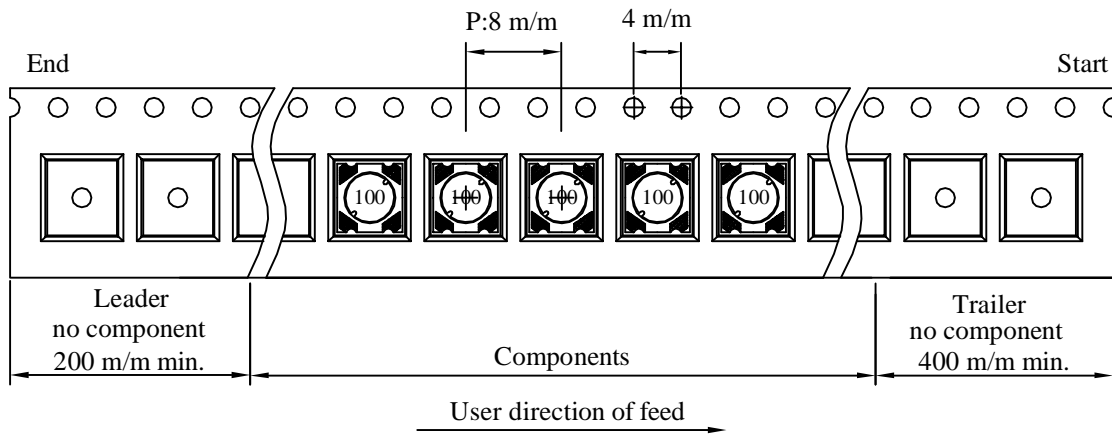 P:8 m/m
4 m/m
End
Start
100
100
100
100
100
Leader
no component
200 m/m min.
Components
Trailer
no component
400 m/m min.
User direction of feed